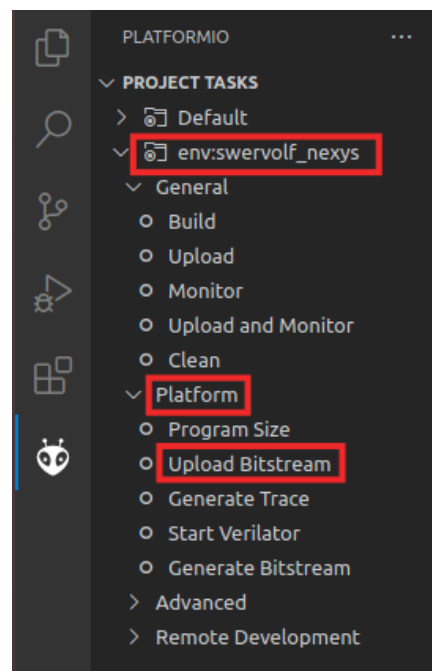 PLATFORMIO ...
PROJECT TASKS
Default
env:swervolf_nexys
General
Build
Upload
Monitor
Upload and Monitor
Clean
Platform
Program Size
Upload Bitstream
Generate Trace
Start Verilator
Generate Bitstream
Advanced
Remote Development